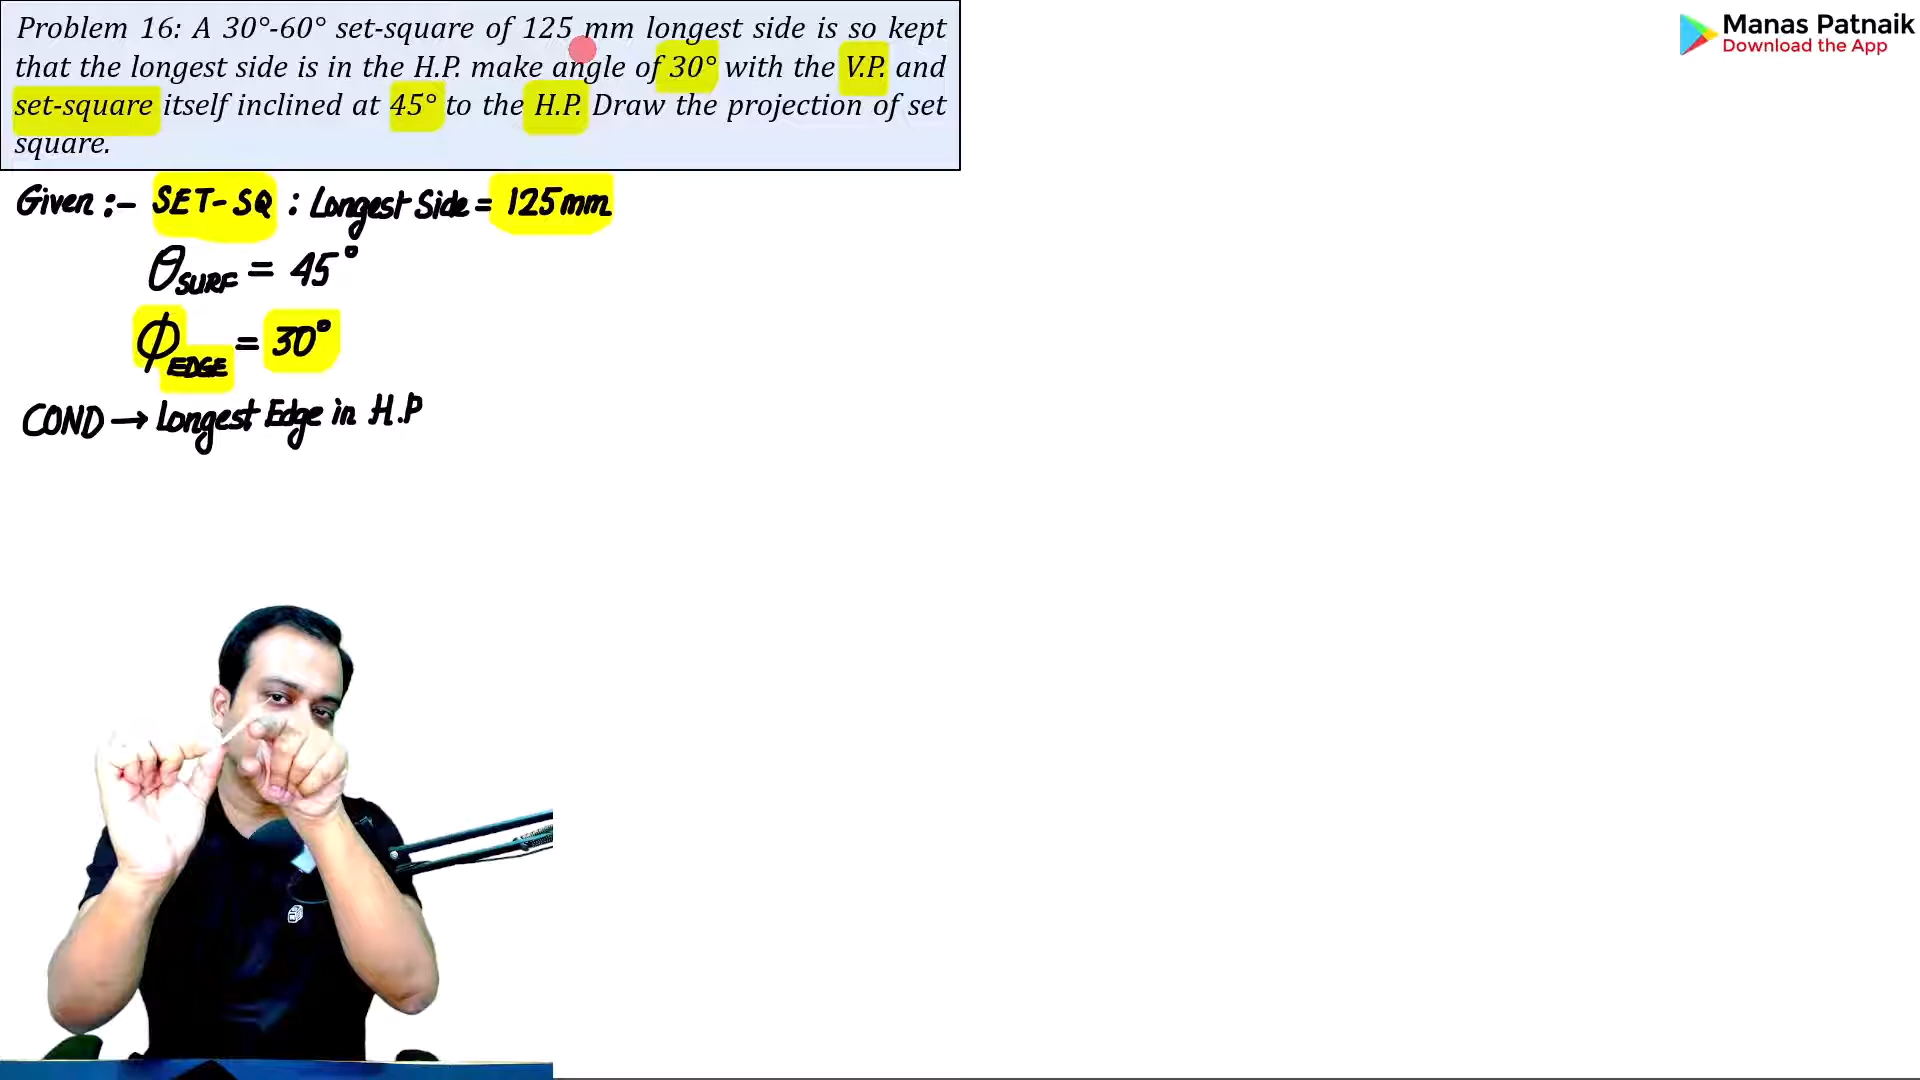 Problem 16: A 30°-60° set-square of 125 mm longest side is so kept
that the longest side is in the H.P. make angle of 30° with the V.P. and
set-square itself inclined at 45° to the H.P. Draw the projection of set
square.
Manas Patnaik
Download the App
Given :- SET-SQ : Longest Side = 125mm
θSURF = 45°
ϕEDGE = 30°
COND → Longest Edge in H.P